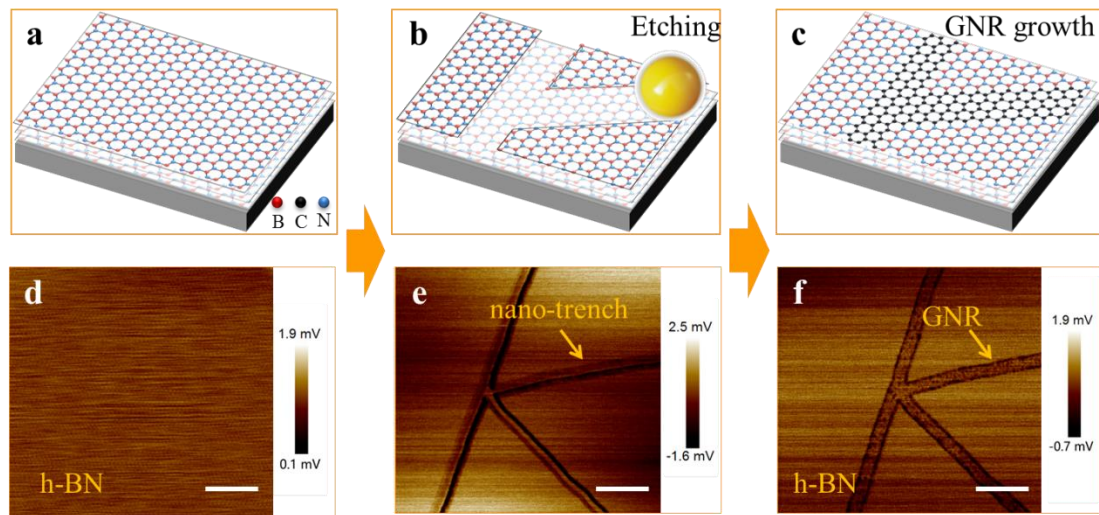 a
b
Etching
c
GNR growth
B C N
d
1.9 mV
0.1 mV
h-BN
e
nano-trench
2.5 mV
-1.6 mV
f
GNR
1.9 mV
-0.7 mV
h-BN